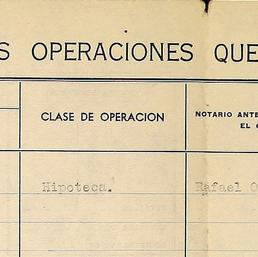 S OPERACIONES QUE
CLASE DE OPERACION
NOTARIO ANTE
EL
Hipoteca.
Rafael O